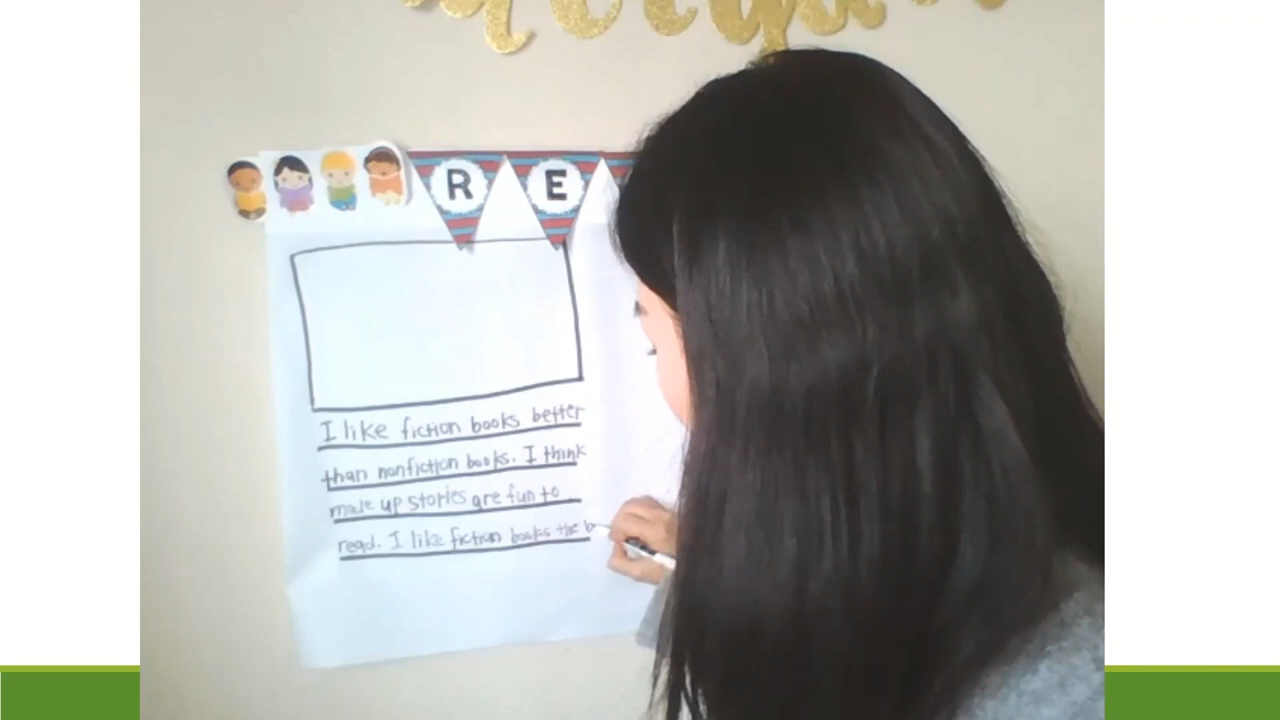 R E
I like fiction books better
than nonfiction books. I think
made up stories are fun to
read. I like fiction books the b